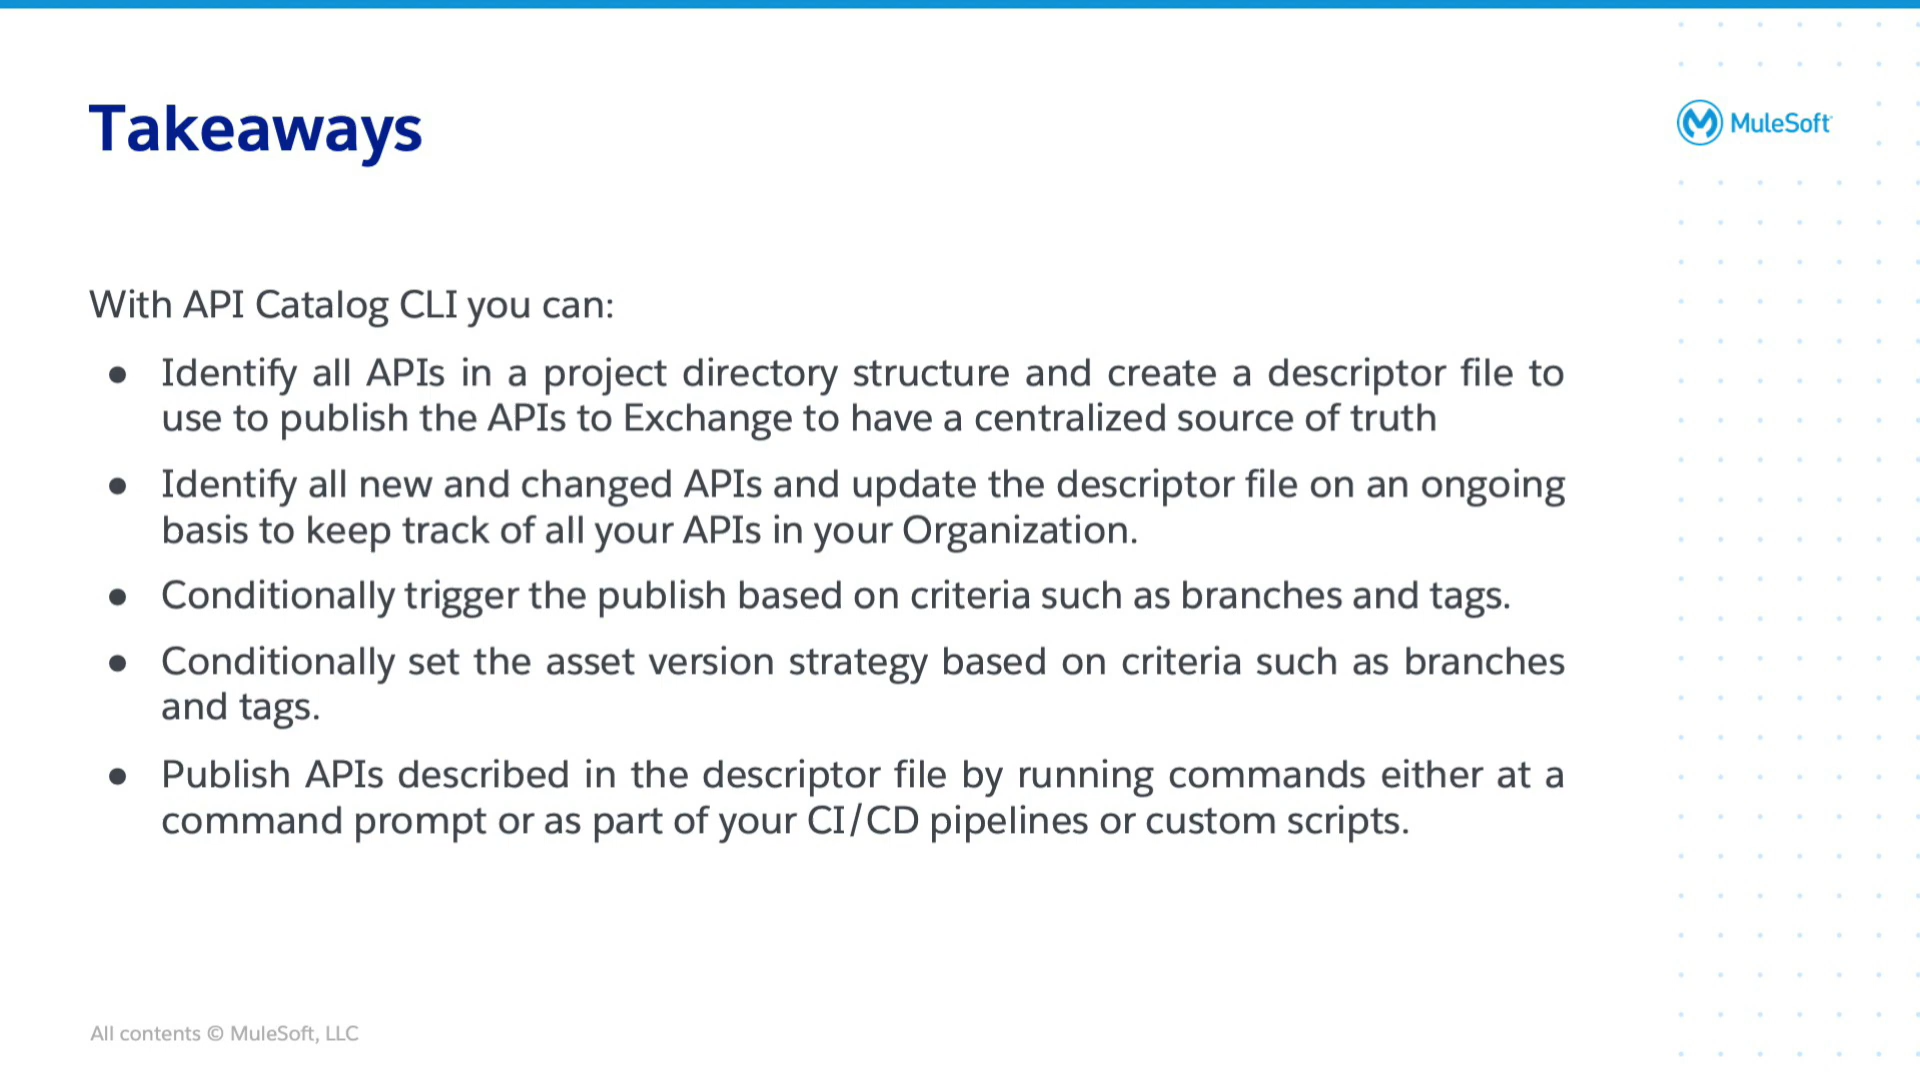 Takeaways
MuleSoft
With API Catalog CLI you can:
● Identify all APIs in a project directory structure and create a descriptor file to
use to publish the APIs to Exchange to have a centralized source of truth
● Identify all new and changed APIs and update the descriptor file on an ongoing
basis to keep track of all your APIs in your Organization.
● Conditionally trigger the publish based on criteria such as branches and tags.
● Conditionally set the asset version strategy based on criteria such as branches
and tags.
● Publish APIs described in the descriptor file by running commands either at a
command prompt or as part of your CI/CD pipelines or custom scripts.
All contents © MuleSoft, LLC